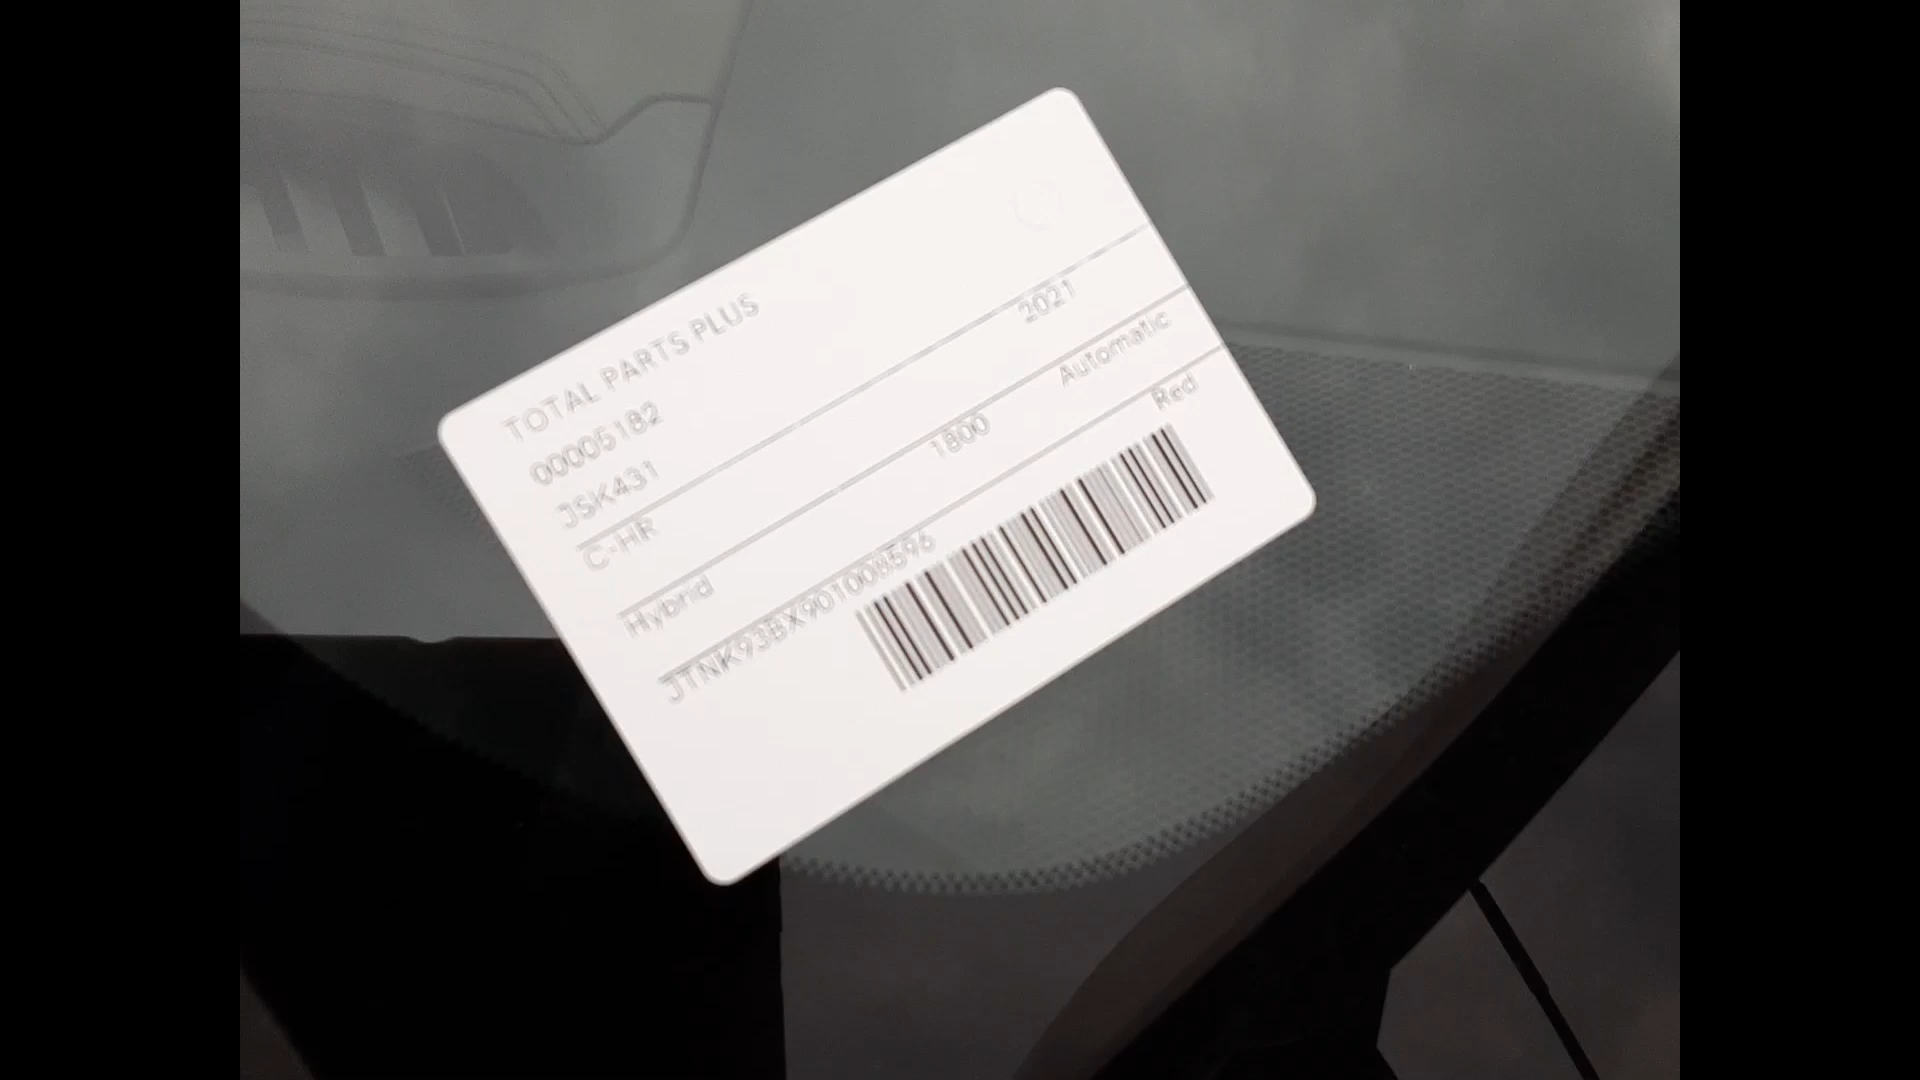 TOTAL PARTS PLUS
00005182
JSK431
C-HR 2021
Hybrid 1800 Automatic
JTNK93BX901008596 Red